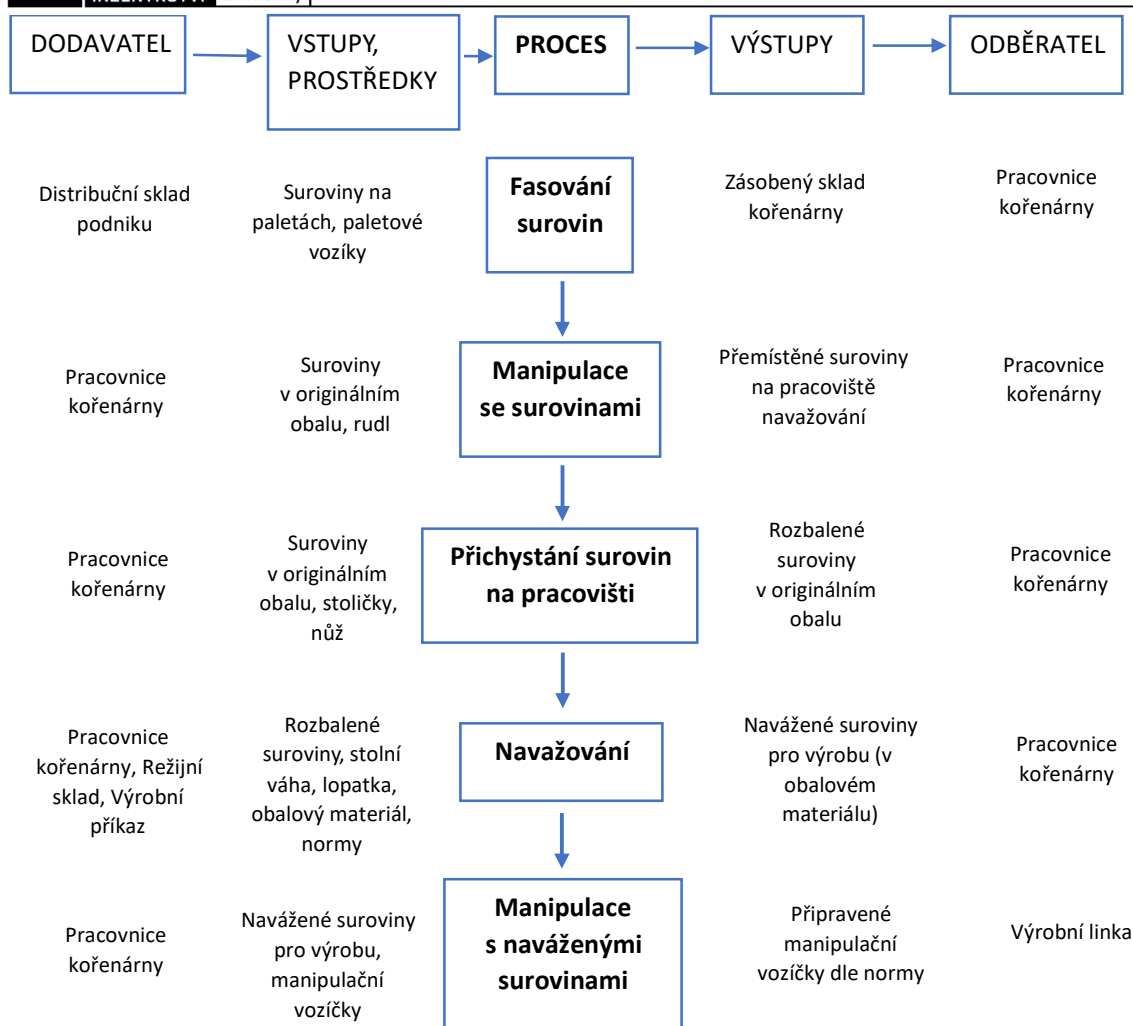 DODAVATEL
VSTUPY,
PROSTŘEDKY
PROCES
VÝSTUPY
ODBĚRATEL
Distribuční sklad
podniku
Suroviny na
paletách, paletové
vozíky
Fasování
surovin
Zásobený sklad
kořenárny
Pracovnice
kořenárny
Pracovnice
kořenárny
Suroviny
v originálním
obalu, rudl
Manipulace
se surovinami
Přemístěné suroviny
na pracoviště
navažování
Pracovnice
kořenárny
Pracovnice
kořenárny
Suroviny
v originálním
obalu, stoličky,
nůž
Přichystání surovin
na pracovišti
Rozbalené
suroviny
v originálním
obalu
Pracovnice
kořenárny
Pracovnice
kořenárny, Režijní
sklad, Výrobní
příkaz
Rozbalené
suroviny, stolní
váha, lopatka,
obalový materiál,
normy
Navažování
Navážené suroviny
pro výrobu (v
obalovém
materiálu)
Pracovnice
kořenárny
Pracovnice
kořenárny
Navážené suroviny
pro výrobu,
manipulační
vozíčky
Manipulace
s naváženými
surovinami
Připravené
manipulační
vozíčky dle normy
Výrobní linka